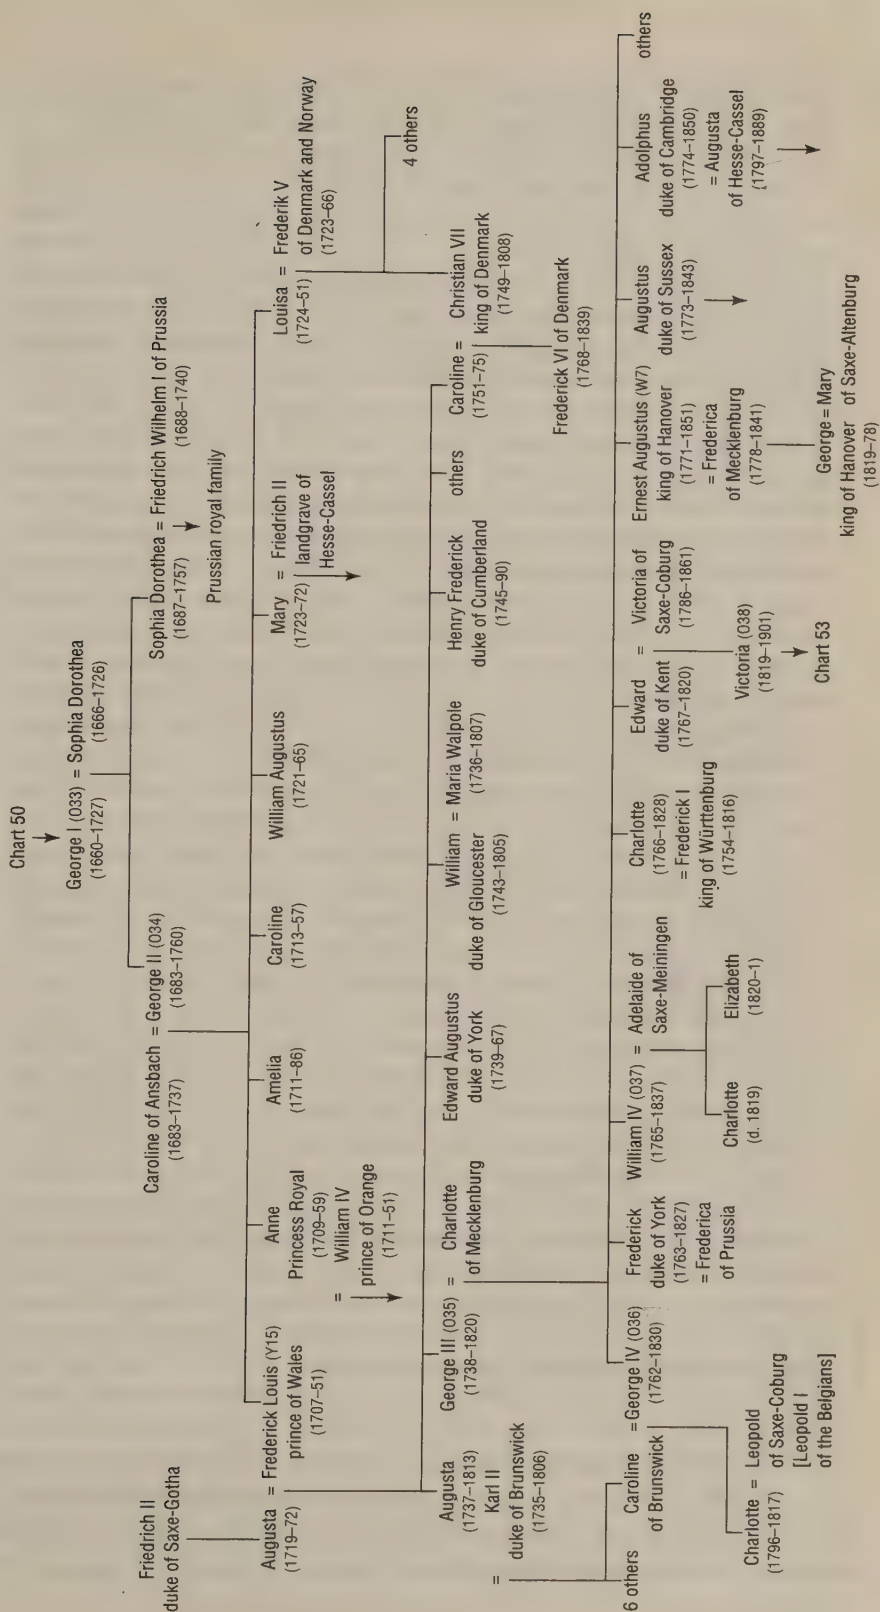 Chart 50
George I (O33) = Sophia Dorothea
(1660–1727)
(1666–1726)
Caroline of Ansbach = George II (O34)
(1683–1737)
(1683–1760)
Sophia Dorothea = Friedrich Wilhelm I of Prussia
(1687–1757)
(1688–1740)
Prussian royal family
Friedrich II
duke of Saxe-Gotha
Augusta = Frederick Louis (Y15)
(1719–72)
prince of Wales
(1707–51)
Anne
Princess Royal
(1709–59)
= William IV
prince of Orange
(1711–51)
Amelia
(1711–86)
Caroline
(1713–57)
William Augustus
(1721–65)
Mary = Friedrich II
(1723–72)
landgrave of
Hesse-Cassel
Louisa = Frederik V
(1724–51)
of Denmark and Norway
(1723–66)
4 others
Augusta
(1737–1813)
= Karl II
duke of Brunswick
(1735–1806)
George III (O35) = Charlotte
(1738–1820)
of Mecklenburg
Edward Augustus
duke of York
(1739–67)
William = Maria Walpole
duke of Gloucester
(1743–1805)
(1736–1807)
Henry Frederick
duke of Cumberland
(1745–90)
others
Caroline = Christian VII
(1751–75)
king of Denmark
(1749–1808)
Frederick VI of Denmark
(1768–1839)
6 others
Caroline = George IV (O36)
of Brunswick
(1762–1830)
Charlotte = Leopold
(1796–1817)
of Saxe-Coburg
[Leopold I
of the Belgians]
Frederick
duke of York
(1763–1827)
= Frederica
of Prussia
William IV (O37) = Adelaide of
(1765–1837)
Saxe-Meiningen
Charlotte
(d. 1819)
Elizabeth
(1820–1)
Charlotte
(1766–1828)
= Frederick I
king of Württenburg
(1754–1816)
Edward = Victoria of
duke of Kent
Saxe-Coburg
(1767–1820)
(1786–1861)
Victoria (O38)
(1819–1901)
Chart 53
Ernest Augustus (W7)
king of Hanover
(1771–1851)
= Frederica
of Mecklenburg
(1778–1841)
George = Mary
king of Hanover of Saxe-Altenburg
(1819–78)
Augustus
duke of Sussex
(1773–1843)
Adolphus
duke of Cambridge
(1774–1850)
= Augusta
of Hesse-Cassel
(1797–1889)
others